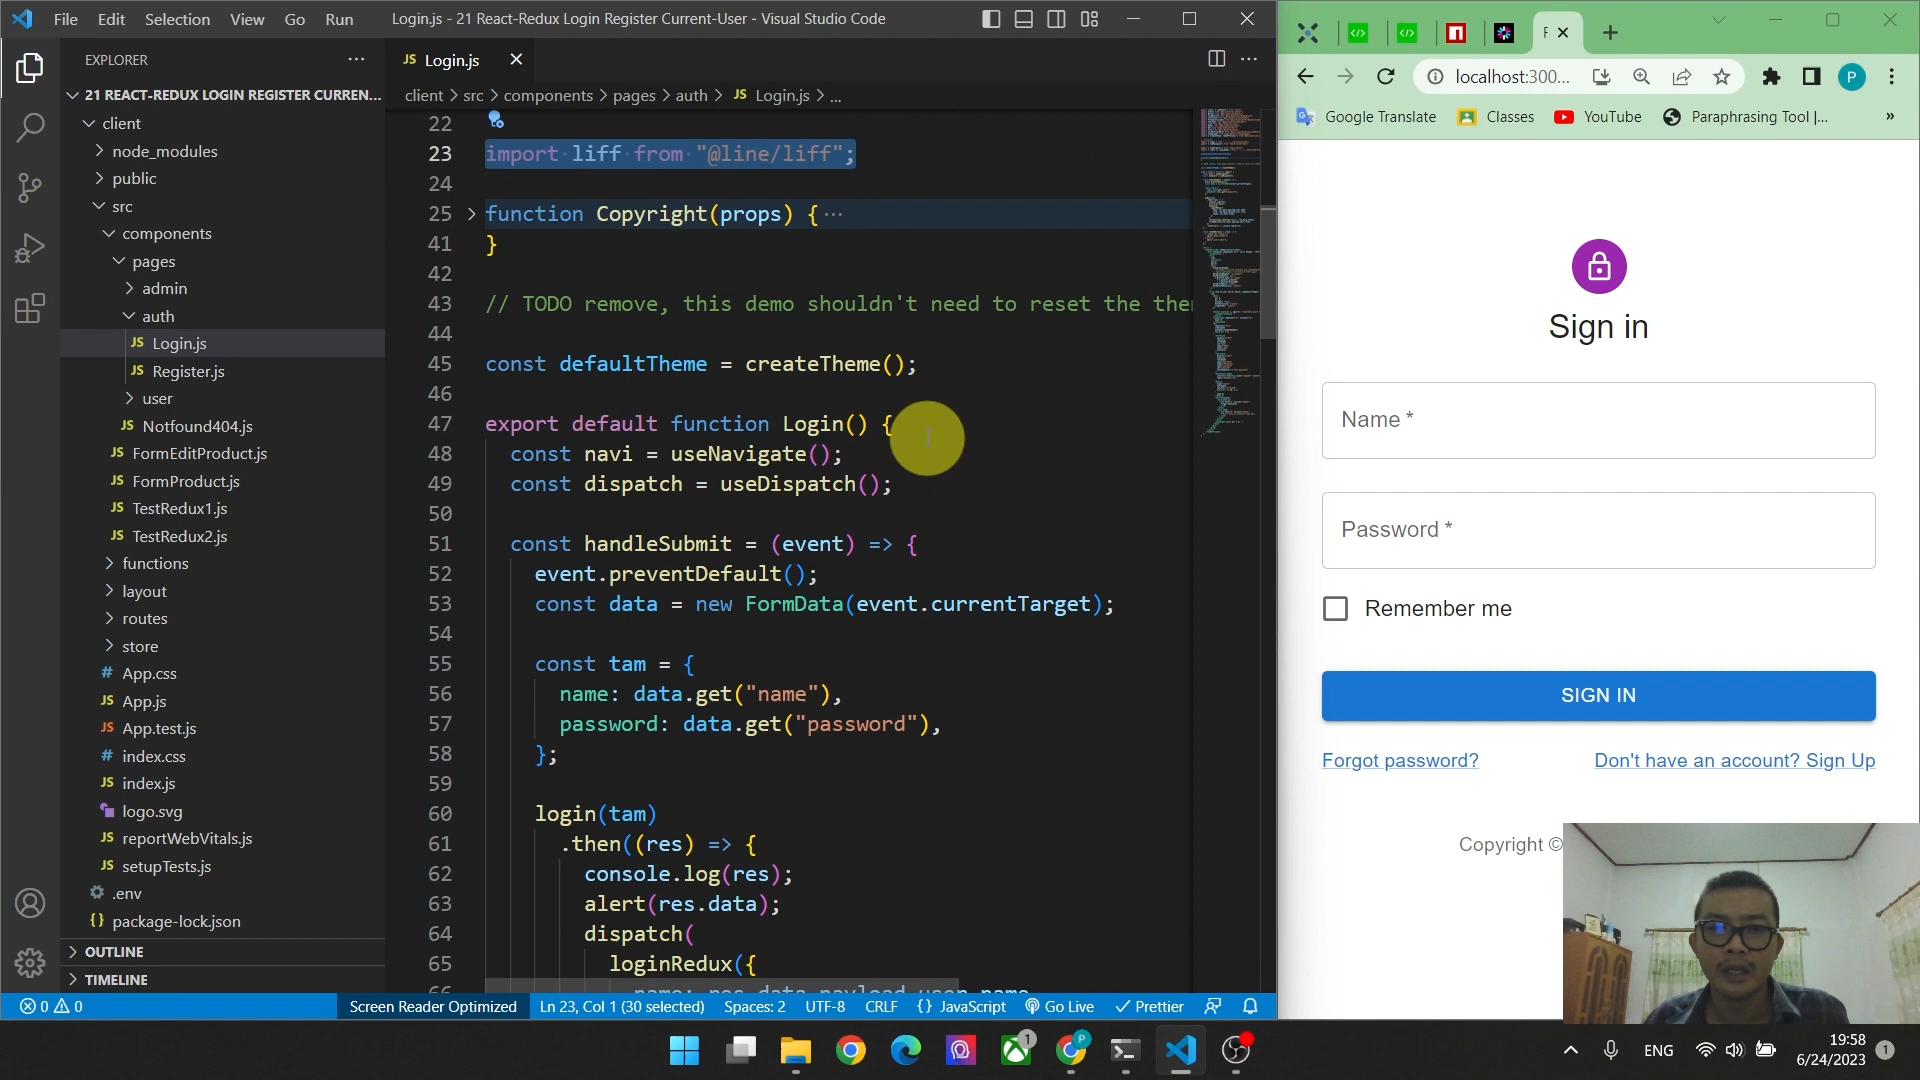 File Edit Selection View Go Run Login.js - 21 React-Redux Login Register Current-User - Visual Studio Code
EXPLORER
21 REACT-REDUX LOGIN REGISTER CURREN...
client
node_modules
public
src
components
pages
admin
auth
Login.js
Register.js
user
Notfound404.js
FormEditProduct.js
FormProduct.js
TestRedux1.js
TestRedux2.js
functions
layout
routes
store
App.css
App.js
App.test.js
index.css
index.js
logo.svg
reportWebVitals.js
setupTests.js
.env
package-lock.json
OUTLINE
TIMELINE
JS Login.js
client > src > components > pages > auth > JS Login.js > ...
22
23 import liff from "@line/liff";
24
25 function Copyright(props) { ...
41 }
42
43 // TODO remove, this demo shouldn't need to reset the the
44
45 const defaultTheme = createTheme();
46
47 export default function Login() {
48 const navi = useNavigate();
49 const dispatch = useDispatch();
50
51 const handleSubmit = (event) => {
52 event.preventDefault();
53 const data = new FormData(event.currentTarget);
54
55 const tam = {
56 name: data.get("name"),
57 password: data.get("password"),
58 };
59
60 login(tam)
61 .then((res) => {
62 console.log(res);
63 alert(res.data);
64 dispatch(
65 loginRedux({
66 name: res.data.payload.user.name
0 0 Screen Reader Optimized Ln 23, Col 1 (30 selected) Spaces: 2 UTF-8 CRLF {} JavaScript Go Live Prettier
localhost:300...
P
Google Translate Classes YouTube Paraphrasing Tool |... »
Sign in
Name *
Password *
Remember me
SIGN IN
Forgot password? Don't have an account? Sign Up
Copyright ©
ENG
19:58
6/24/2023
1